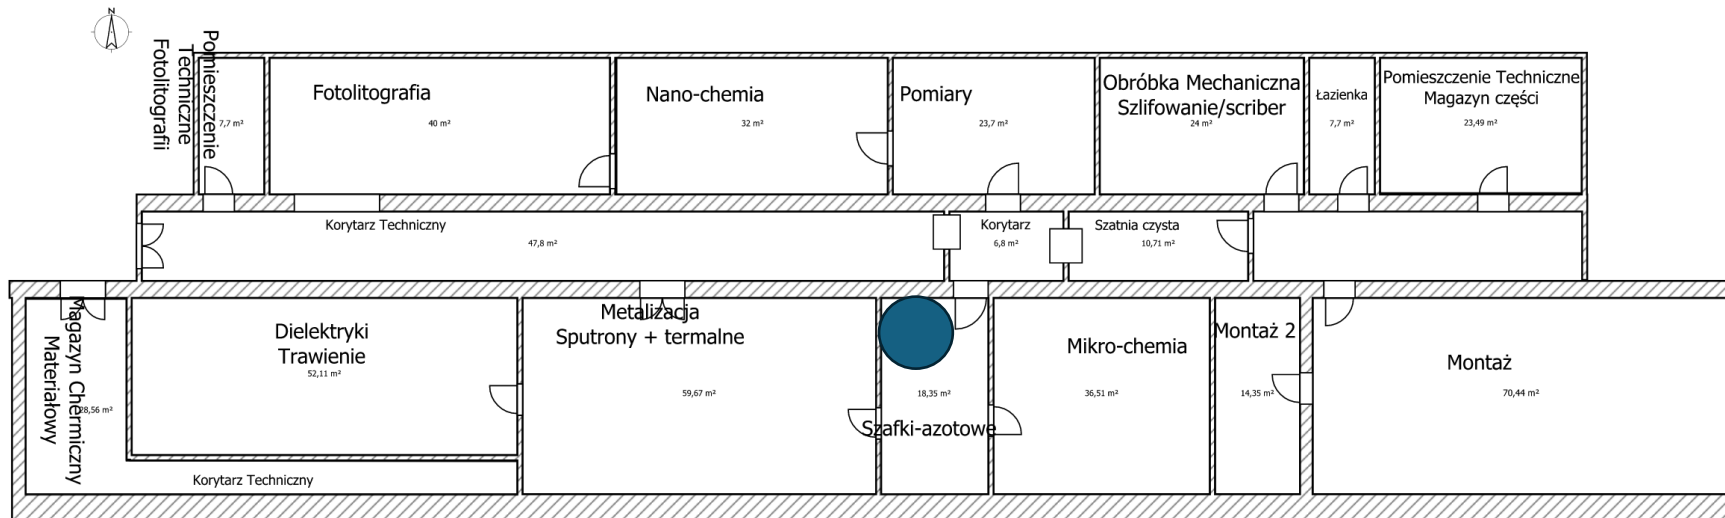 N
Pomieszczenie
Techniczne
Fotolitografii
7,7 m²
Fotolitografia
40 m²
Nano-chemia
32 m²
Pomiary
23,7 m²
Obróbka Mechaniczna
Szlifowanie/scriber
24 m²
Łazienka
7,7 m²
Pomieszczenie Techniczne
Magazyn części
23,49 m²
Korytarz Techniczny
47,8 m²
Korytarz
6,8 m²
Szatnia czysta
10,71 m²
Magazyn Chermiczny
Materiałowy
28,56 m²
Dielektryki
Trawienie
52,11 m²
Korytarz Techniczny
Metalizacja
Sputrony + termalne
59,67 m²
18,35 m²
Szafki-azotowe
Mikro-chemia
36,51 m²
Montaż 2
14,35 m²
Montaż
70,44 m²